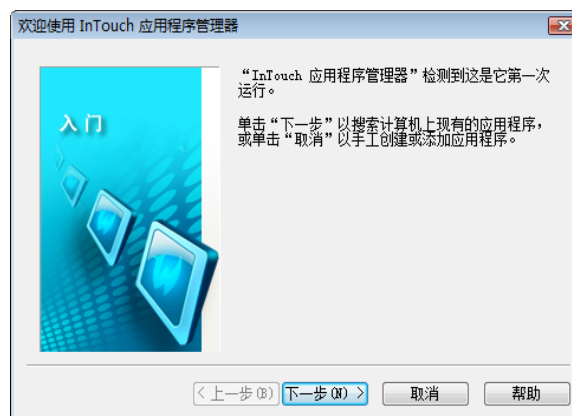 欢迎使用 InTouch 应用程序管理器
入门
“InTouch 应用程序管理器”检测到这是它第一次
运行。
单击“下一步”以搜索计算机上现有的应用程序，
或单击“取消”以手工创建或添加应用程序。
< 上一步(B) 下一步(N) > 取消 帮助